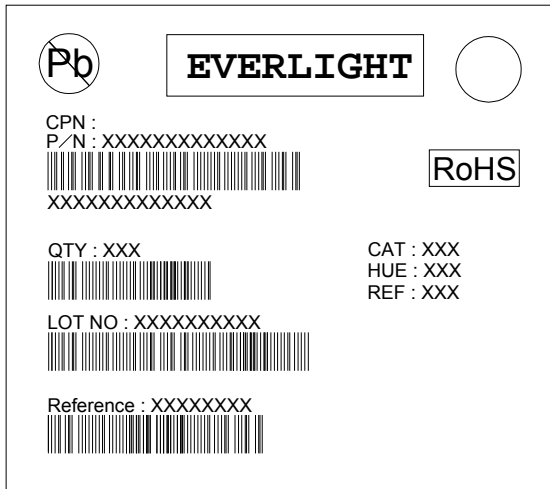 Pb
EVERLIGHT
CPN :
P/N : XXXXXXXXXXXXX
RoHS
XXXXXXXXXXXXX
QTY : XXX
CAT : XXX
HUE : XXX
REF : XXX
LOT NO : XXXXXXXXXX
Reference : XXXXXXXX